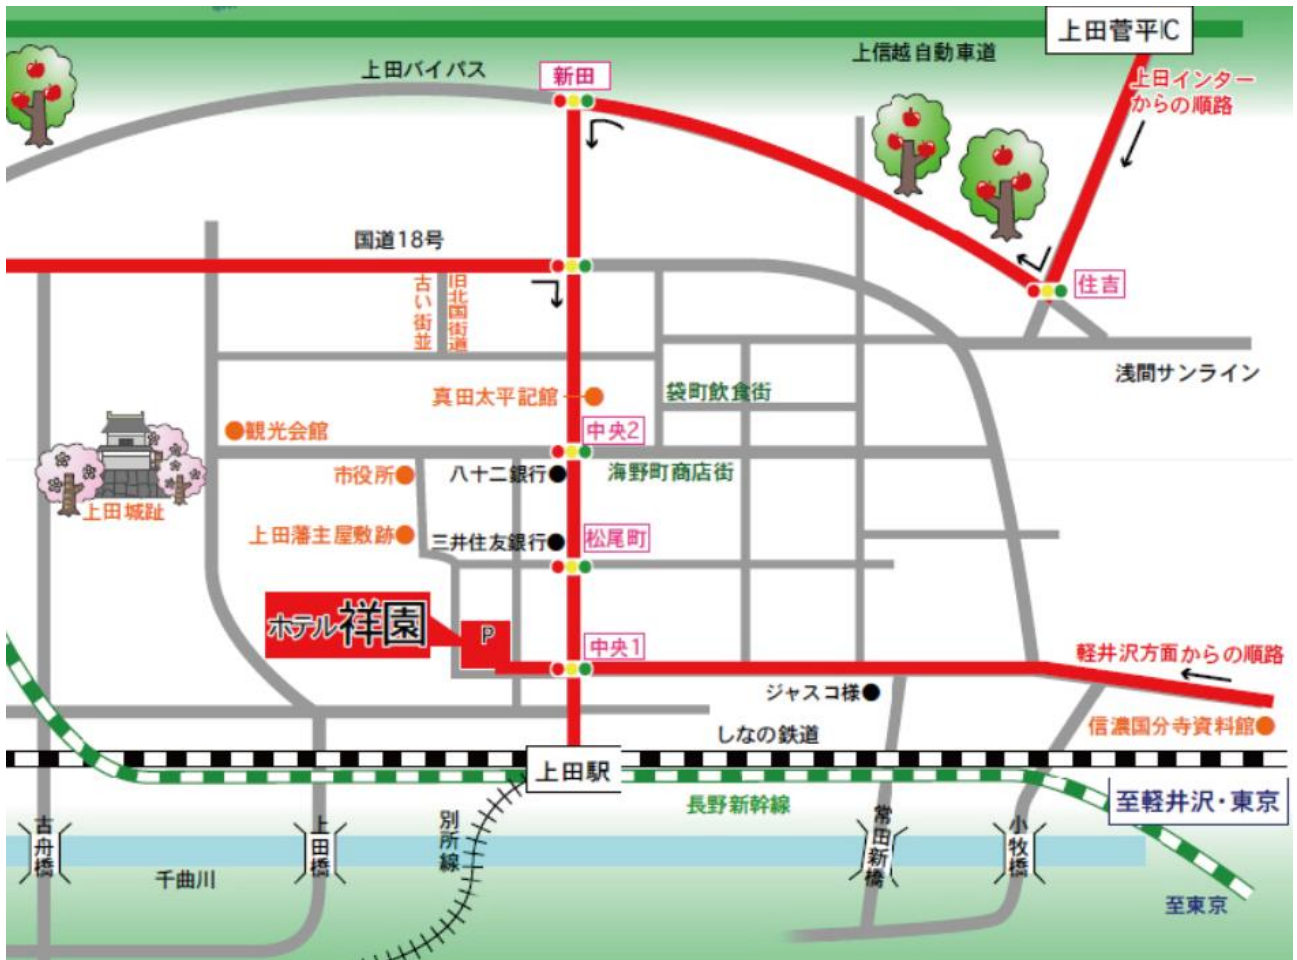 上田菅平IC
上信越自動車道
上田バイパス
新田
上日インター
からの順路
国道18号
住吉
古い街並
旧北国街道
浅間サンライン
真田太平記館
袋町飲食街
観光会館
中央2
市役所
八十二銀行
海野町商店街
上田城趾
上田藩主屋敷跡
三井住友銀行
松尾町
ホテル祥園
P
中央1
軽井沢方面からの順路
ジャスコ様
信濃国分寺資料館
しなの鉄道
上田駅
長野新幹線
至軽井沢・東京
古舟橋
上田橋
別所線
常田新橋
小牧橋
千曲川
至東京